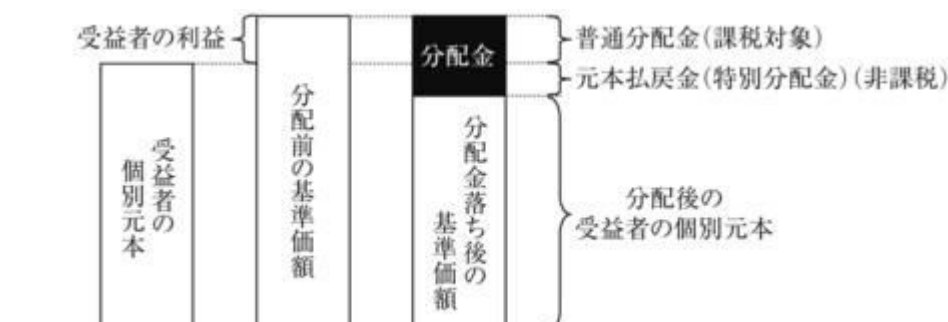 受益者の利益
分配金
普通分配金(課税対象)
元本払戻金(特別分配金)(非課税)
受益者の
個別元本
分配前の基準価額
分配金落ち後の
基準価額
分配後の
受益者の個別元本